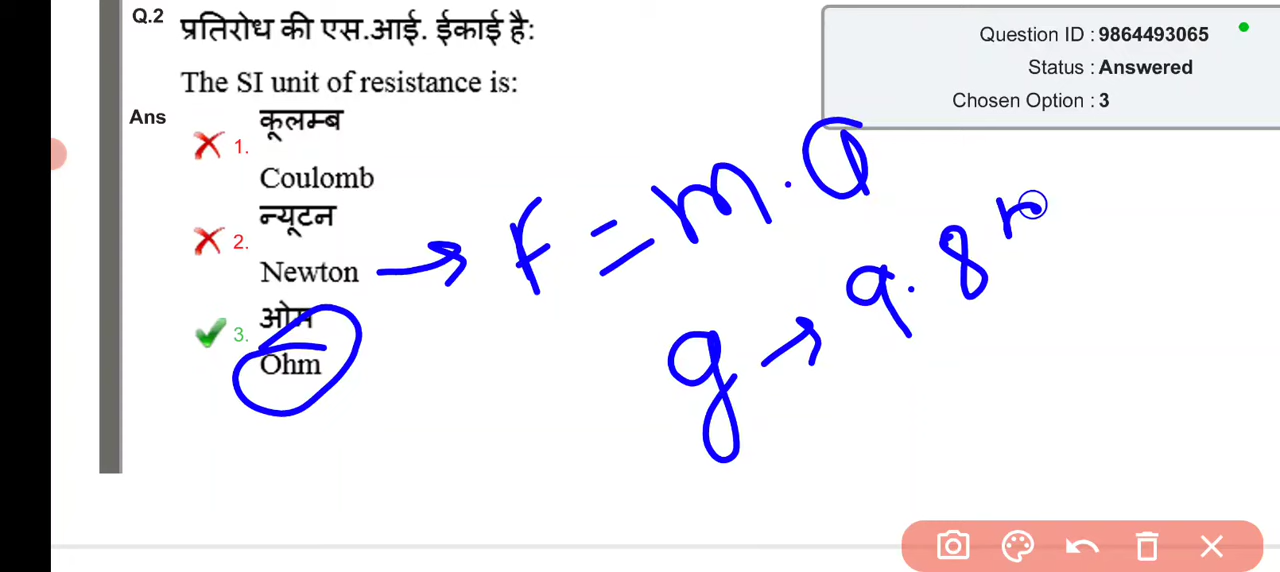 Q.2 प्रतिरोध की एस.आई. ईकाई है:
The SI unit of resistance is:
Question ID : 9864493065
Status : Answered
Chosen Option : 3
Ans
1. कूलम्ब
Coulomb
2. न्यूटन
Newton
3. ओम
Ohm
F = m . a
g → 9.8 m